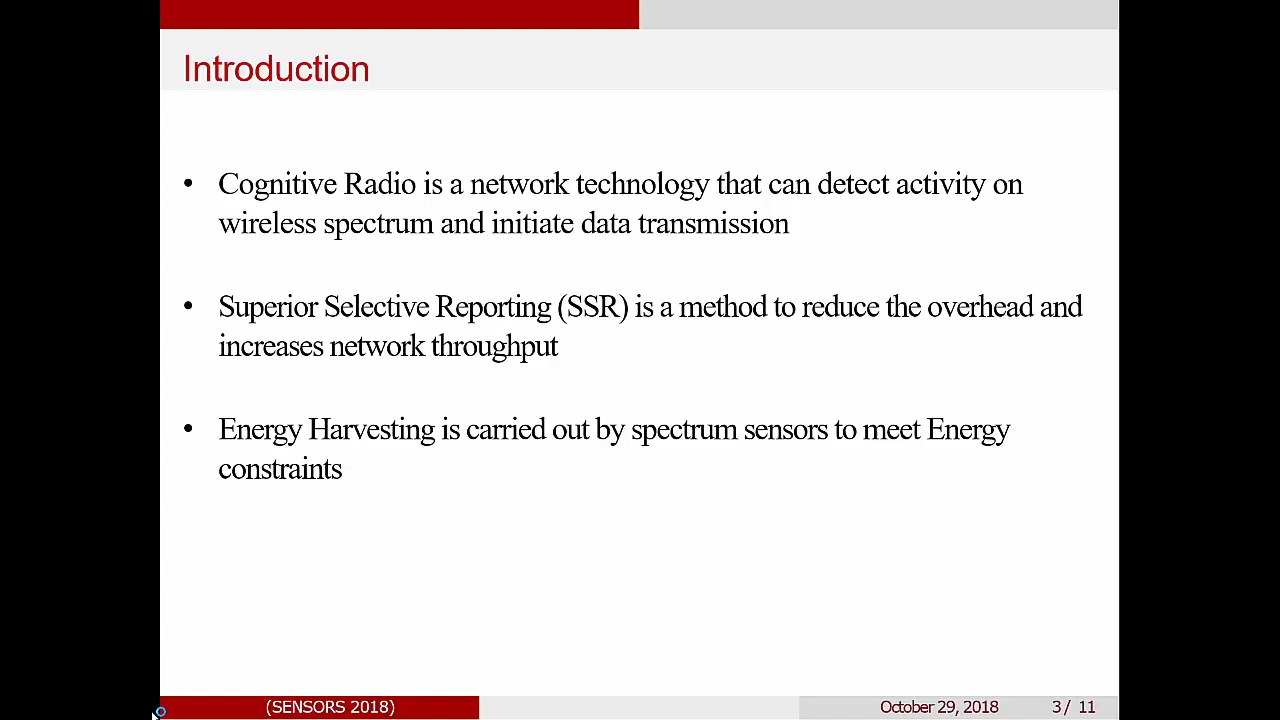 Introduction
• Cognitive Radio is a network technology that can detect activity on
wireless spectrum and initiate data transmission
• Superior Selective Reporting (SSR) is a method to reduce the overhead and
increases network throughput
• Energy Harvesting is carried out by spectrum sensors to meet Energy
constraints
(SENSORS 2018) October 29, 2018 3 / 11